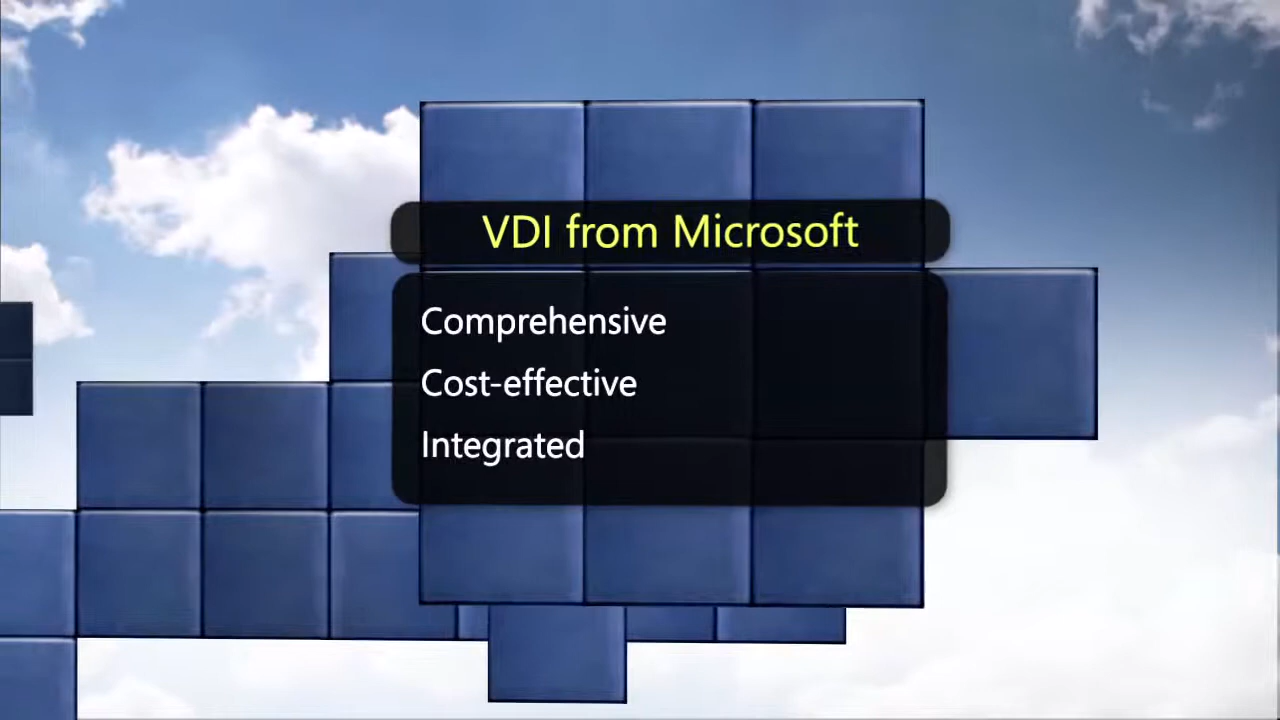 VDI from Microsoft
Comprehensive
Cost-effective
Integrated